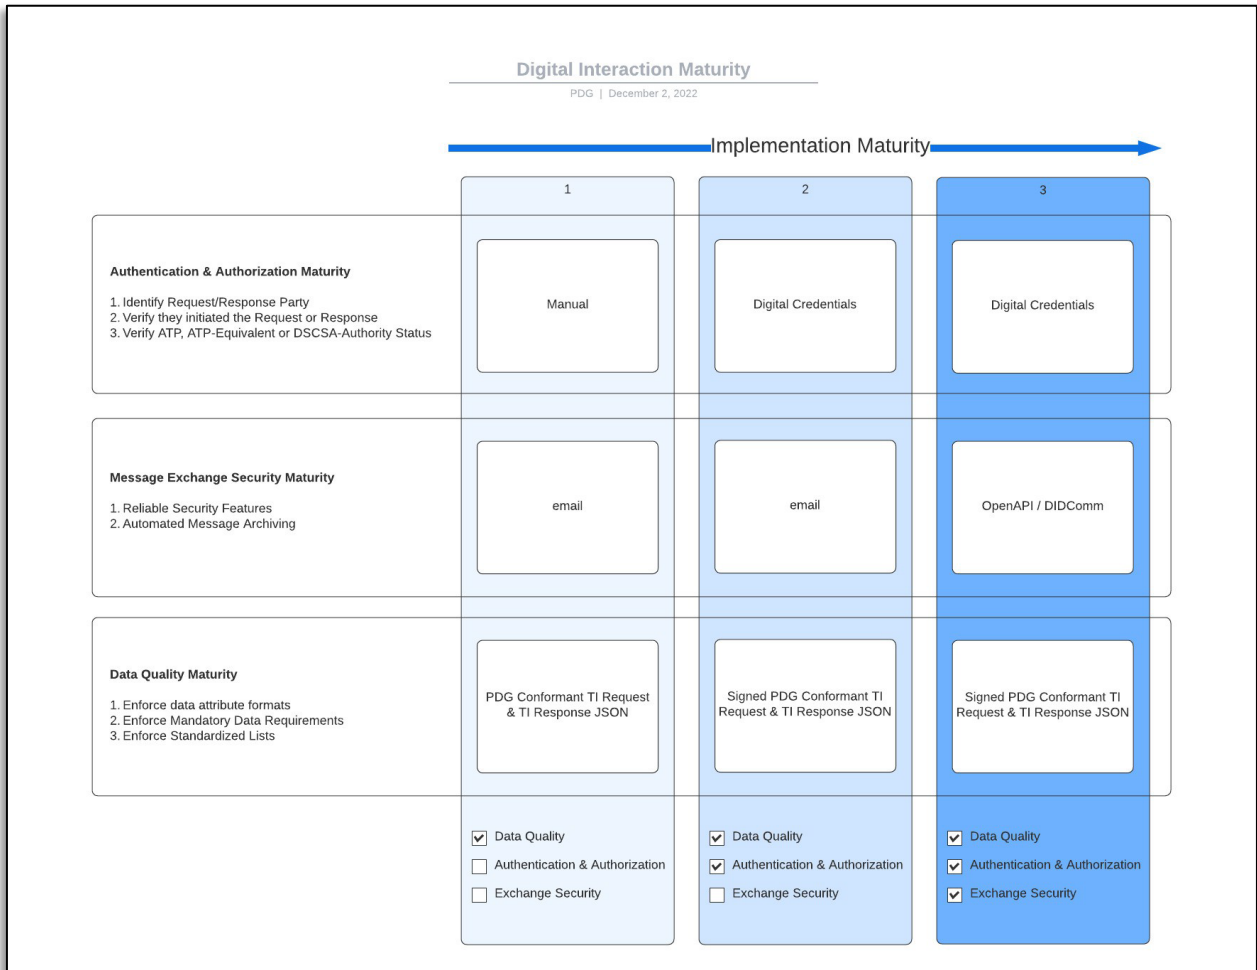 Digital Interaction Maturity
PDG | December 2, 2022
Implementation Maturity
1
2
3
Authentication & Authorization Maturity
1. Identify Request/Response Party
2. Verify they initiated the Request or Response
3. Verify ATP, ATP-Equivalent or DSCSA-Authority Status
Manual
Digital Credentials
Digital Credentials
Message Exchange Security Maturity
1. Reliable Security Features
2. Automated Message Archiving
email
email
OpenAPI / DIDComm
Data Quality Maturity
1. Enforce data attribute formats
2. Enforce Mandatory Data Requirements
3. Enforce Standardized Lists
PDG Conformant TI Request
& TI Response JSON
Signed PDG Conformant TI
Request & TI Response JSON
Signed PDG Conformant TI
Request & TI Response JSON
Data Quality
Authentication & Authorization
Exchange Security
Data Quality
Authentication & Authorization
Exchange Security
Data Quality
Authentication & Authorization
Exchange Security